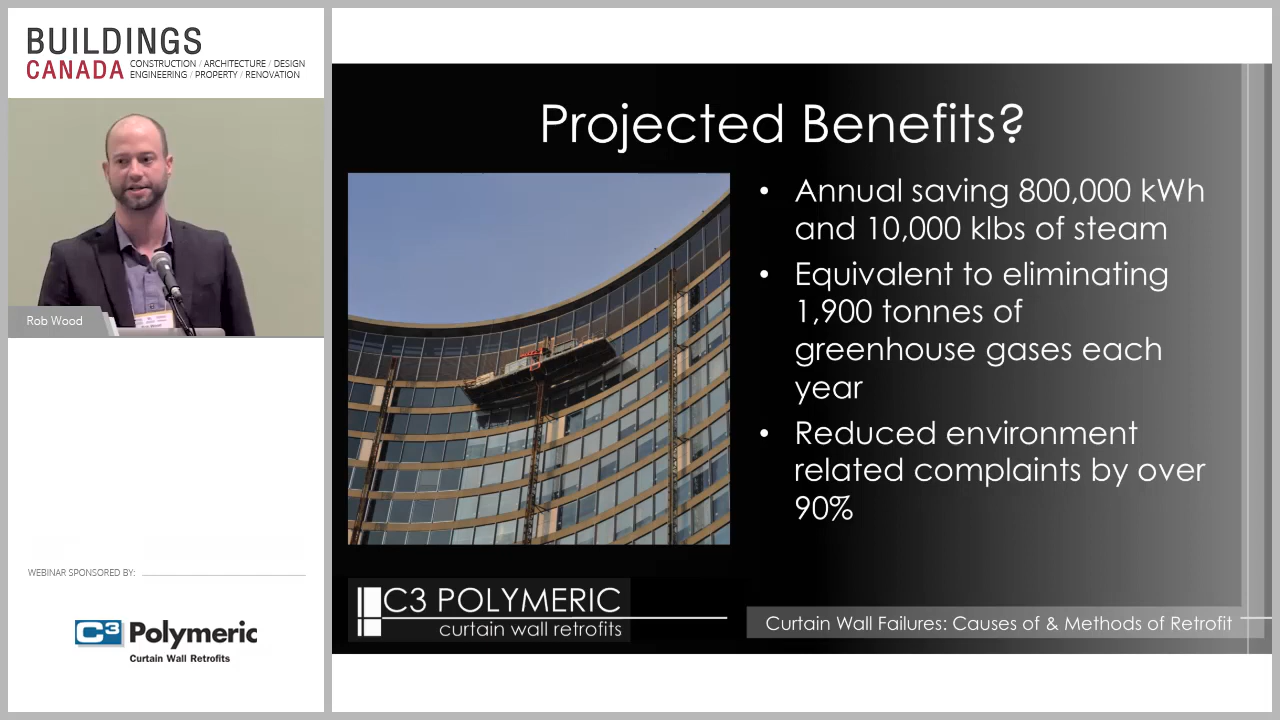 BUILDINGS
CANADA
CONSTRUCTION / ARCHITECTURE / DESIGN
ENGINEERING / PROPERTY / RENOVATION
Rob Wood
WEBINAR SPONSORED BY:
C3 Polymeric
Curtain Wall Retrofits
Projected Benefits?
• Annual saving 800,000 kWh
and 10,000 klbs of steam
• Equivalent to eliminating
1,900 tonnes of
greenhouse gases each
year
• Reduced environment
related complaints by over
90%
C3 POLYMERIC
curtain wall retrofits
Curtain Wall Failures: Causes of & Methods of Retrofit